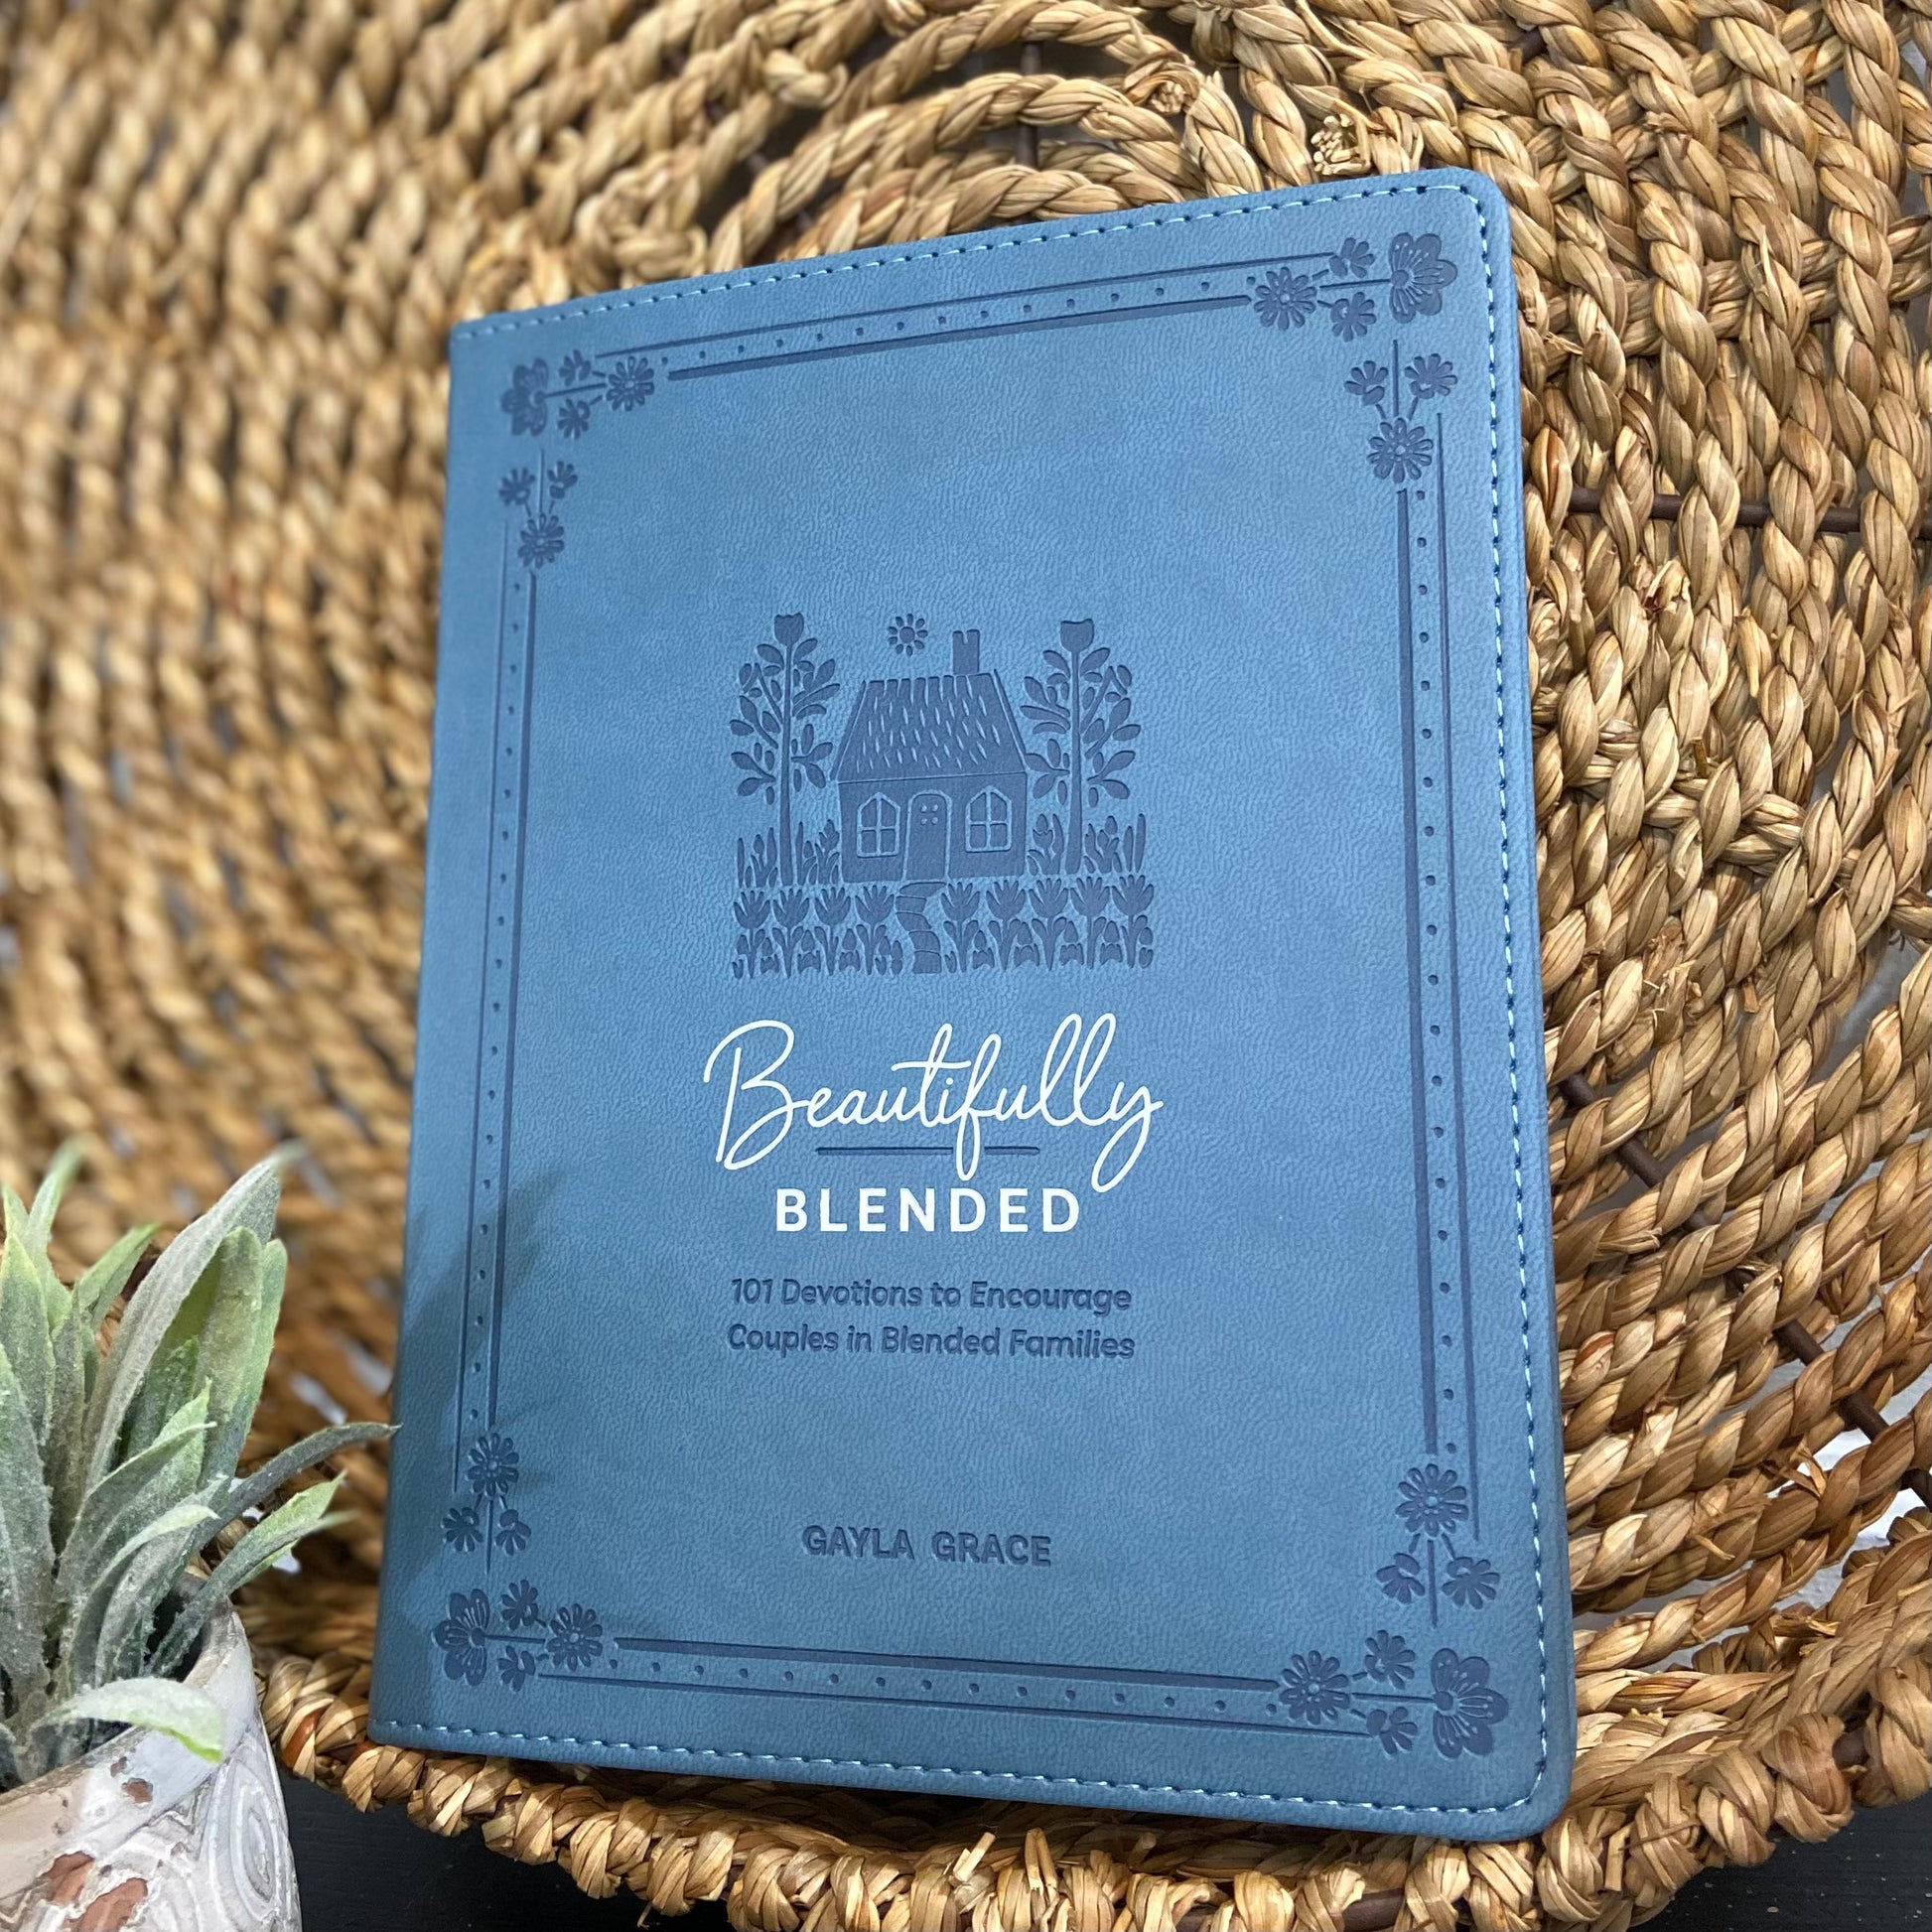 Beautifully
BLENDED
101 Devotions to Encourage
Couples in Blended Families
GAYLA GRACE